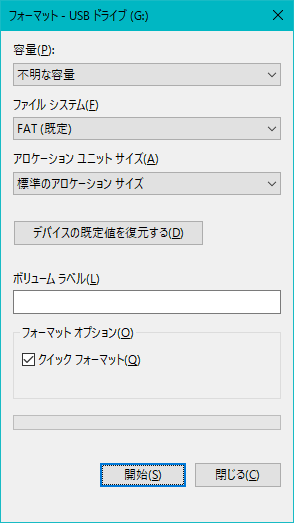 フォーマット - USB ドライブ (G:)
容量(P):
不明な容量
ファイル システム(F)
FAT (既定)
アロケーション ユニット サイズ(A)
標準のアロケーション サイズ
デバイスの既定値を復元する(D)
ボリューム ラベル(L)
フォーマット オプション(O)
クイック フォーマット(Q)
開始(S)
閉じる(C)